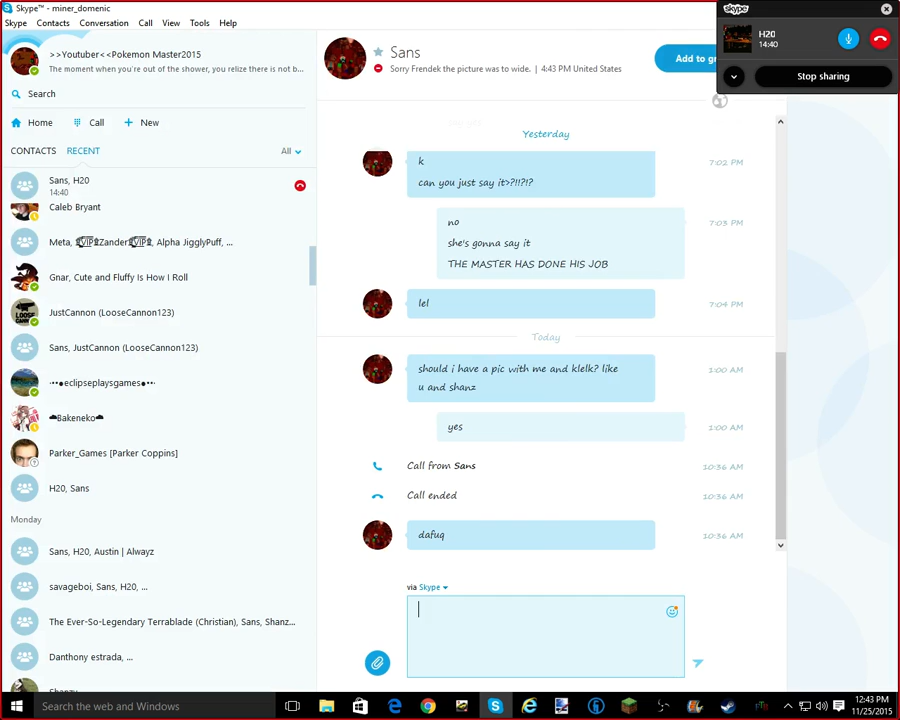 Skype™ - miner_domenic
Skype Contacts Conversation Call View Tools Help
>>Youtuber<<Pokemon Master2015
The moment when you're out of the shower, you relize there is not b...
Search
Home Call New
CONTACTS RECENT All
Sans, H20
14:40
Caleb Bryant
Gnar, Cute and Fluffy Is How I Roll
JustCannon (LooseCannon123)
Sans, JustCannon (LooseCannon123)
••●eclipseplaysgames●••
☁Bakeneko☁
Parker_Games [Parker Coppins]
H20, Sans
Monday
Sans, H20, Austin | Alwayz
savageboi, Sans, H20, ...
The Ever-So-Legendary Terrablade (Christian), Sans, Shanz...
Danthony estrada, ...
Shanzy
Sans
Sorry Frendek the picture was to wide. | 4:43 PM United States
Add to gr
Yesterday
k 7:02 PM
can you just say it>?!!?!?
no 7:03 PM
she's gonna say it
THE MASTER HAS DONE HIS JOB
lel 7:04 PM
Today
should i have a pic with me and klelk? like 1:00 AM
u and shanz
yes 1:00 AM
Call from Sans 10:36 AM
Call ended 10:36 AM
dafuq 10:36 AM
via Skype
skype
H20
14:40
Stop sharing
Search the web and Windows
12:43 PM
11/25/2015